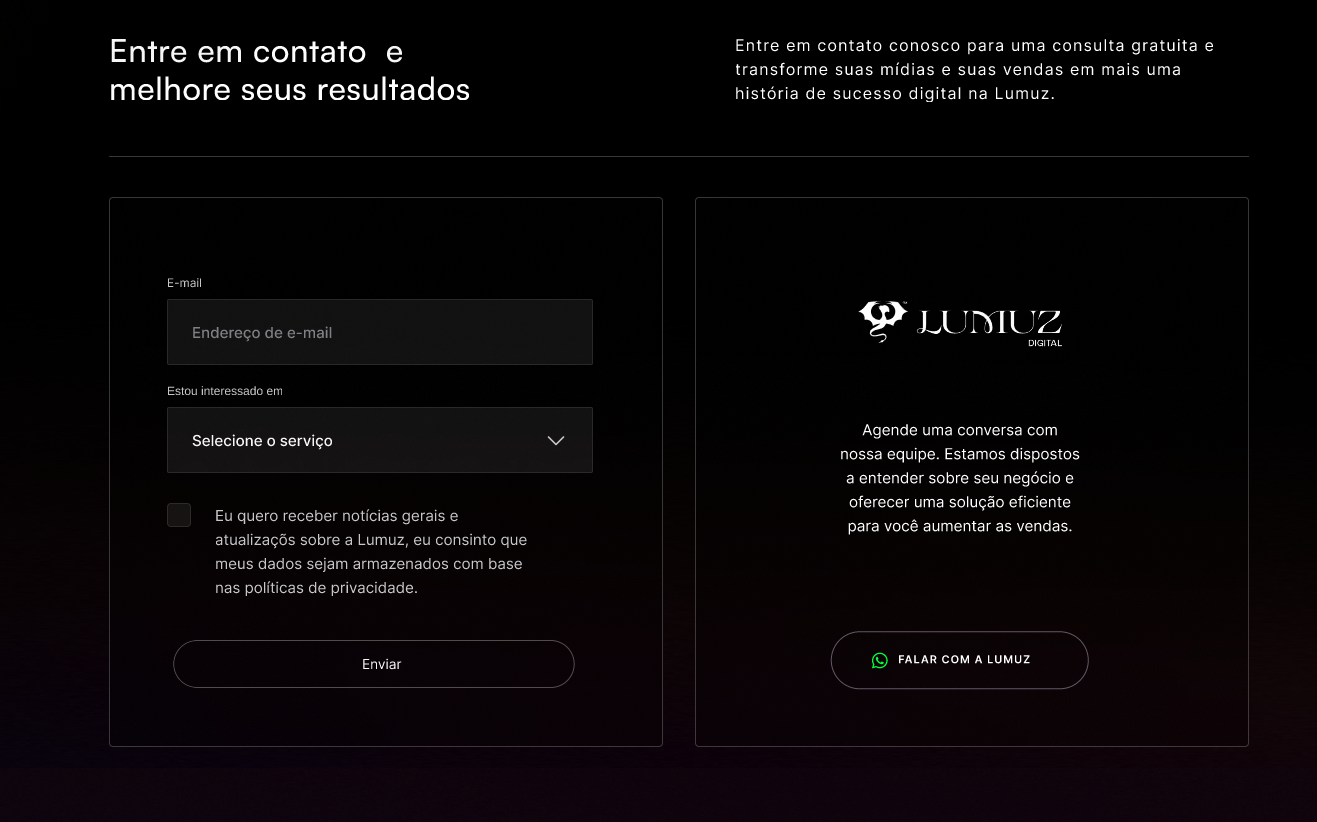 Entre em contato  e
melhore seus resultados
Entre em contato conosco para uma consulta gratuita e
transforme suas mídias e suas vendas em mais uma
história de sucesso digital na Lumuz.
E-mail
Endereço de e-mail
Estou interessado em
Selecione o serviço
Eu quero receber notícias gerais e
atualizaçõs sobre a Lumuz, eu consinto que
meus dados sejam armazenados com base
nas políticas de privacidade.
Enviar
LUMUZ
DIGITAL
Agende uma conversa com
nossa equipe. Estamos dispostos
a entender sobre seu negócio e
oferecer uma solução eficiente
para você aumentar as vendas.
FALAR COM A LUMUZ